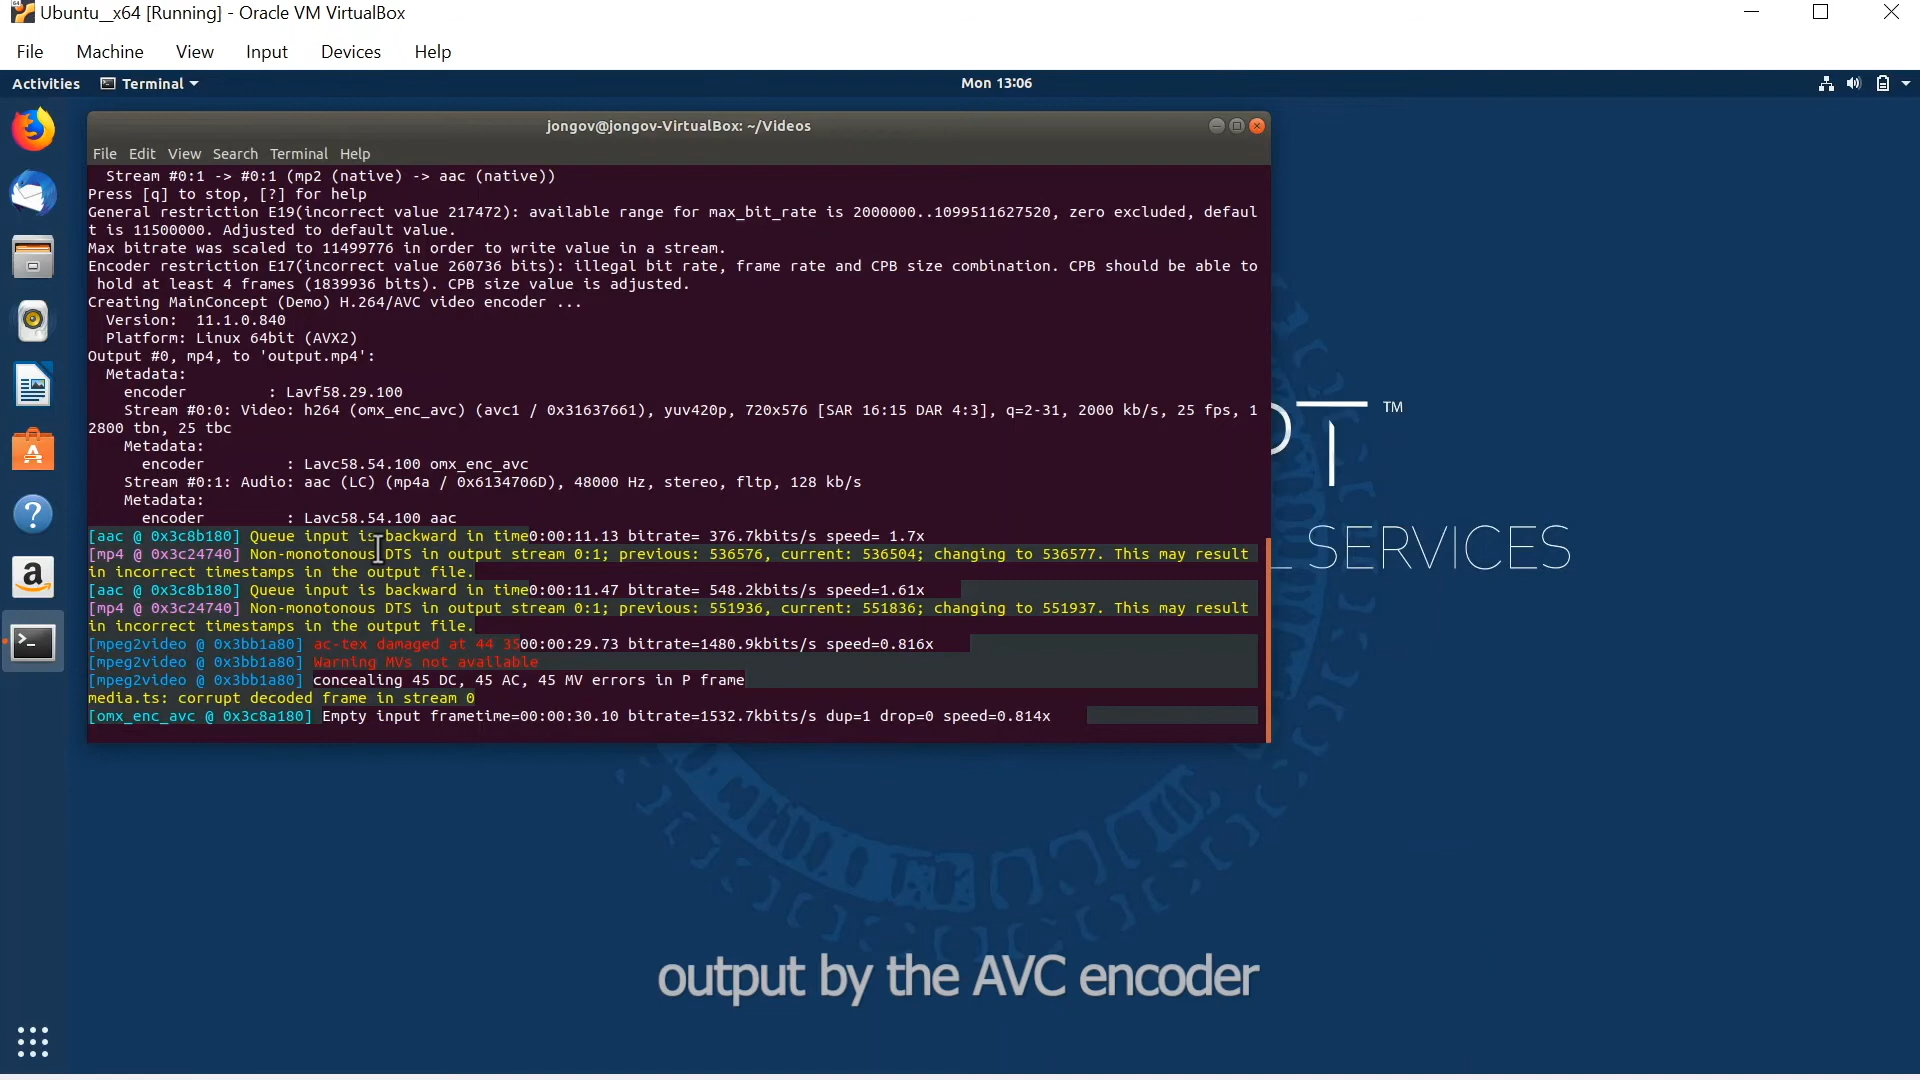 Ubuntu__x64 [Running] - Oracle VM VirtualBox
File Machine View Input Devices Help
Activities Terminal Mon 13:06
jongov@jongov-VirtualBox: ~/Videos
File Edit View Search Terminal Help
Stream #0:1 -> #0:1 (mp2 (native) -> aac (native))
Press [q] to stop, [?] for help
General restriction E19(incorrect value 217472): available range for max_bit_rate is 2000000..1099511627520, zero excluded, defaul
t is 11500000. Adjusted to default value.
Max bitrate was scaled to 11499776 in order to write value in a stream.
Encoder restriction E17(incorrect value 260736 bits): illegal bit rate, frame rate and CPB size combination. CPB should be able to
hold at least 4 frames (1839936 bits). CPB size value is adjusted.
Creating MainConcept (Demo) H.264/AVC video encoder ...
Version: 11.1.0.840
Platform: Linux 64bit (AVX2)
Output #0, mp4, to 'output.mp4':
Metadata:
encoder : Lavf58.29.100
Stream #0:0: Video: h264 (omx_enc_avc) (avc1 / 0x31637661), yuv420p, 720x576 [SAR 16:15 DAR 4:3], q=2-31, 2000 kb/s, 25 fps, 1
2800 tbn, 25 tbc
Metadata:
encoder : Lavc58.54.100 omx_enc_avc
Stream #0:1: Audio: aac (LC) (mp4a / 0x6134706D), 48000 Hz, stereo, fltp, 128 kb/s
Metadata:
encoder : Lavc58.54.100 aac
[aac @ 0x3c8b180] Queue input is backward in time0:00:11.13 bitrate= 376.7kbits/s speed= 1.7x
[mp4 @ 0x3c24740] Non-monotonous DTS in output stream 0:1; previous: 536576, current: 536504; changing to 536577. This may result
in incorrect timestamps in the output file.
[aac @ 0x3c8b180] Queue input is backward in time0:00:11.47 bitrate= 548.2kbits/s speed=1.61x
[mp4 @ 0x3c24740] Non-monotonous DTS in output stream 0:1; previous: 551936, current: 551836; changing to 551937. This may result
in incorrect timestamps in the output file.
[mpeg2video @ 0x3bb1a80] ac-tex damaged at 44 3500:00:29.73 bitrate=1480.9kbits/s speed=0.816x
[mpeg2video @ 0x3bb1a80] Warning MVs not available
[mpeg2video @ 0x3bb1a80] concealing 45 DC, 45 AC, 45 MV errors in P frame
media.ts: corrupt decoded frame in stream 0
[omx_enc_avc @ 0x3c8a180] Empty input frametime=00:00:30.10 bitrate=1532.7kbits/s dup=1 drop=0 speed=0.814x
PT™
SERVICES
output by the AVC encoder